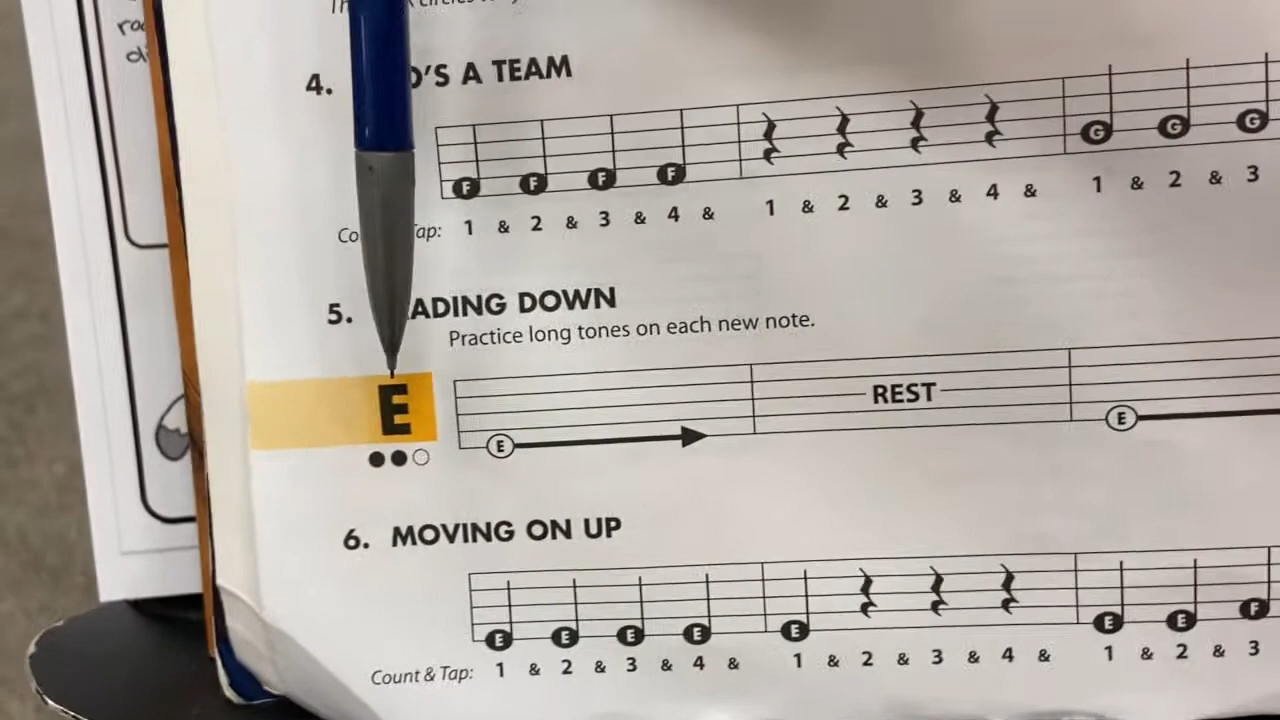 4. 'S A TEAM
F F F F G G G
1 & 2 & 3 & 4 & 1 & 2 & 3 & 4 & 1 & 2 & 3
5. ADING DOWN
Practice long tones on each new note.
E
E REST E
6. MOVING ON UP
E E E E E E E F
Count & Tap: 1 & 2 & 3 & 4 & 1 & 2 & 3 & 4 & 1 & 2 & 3